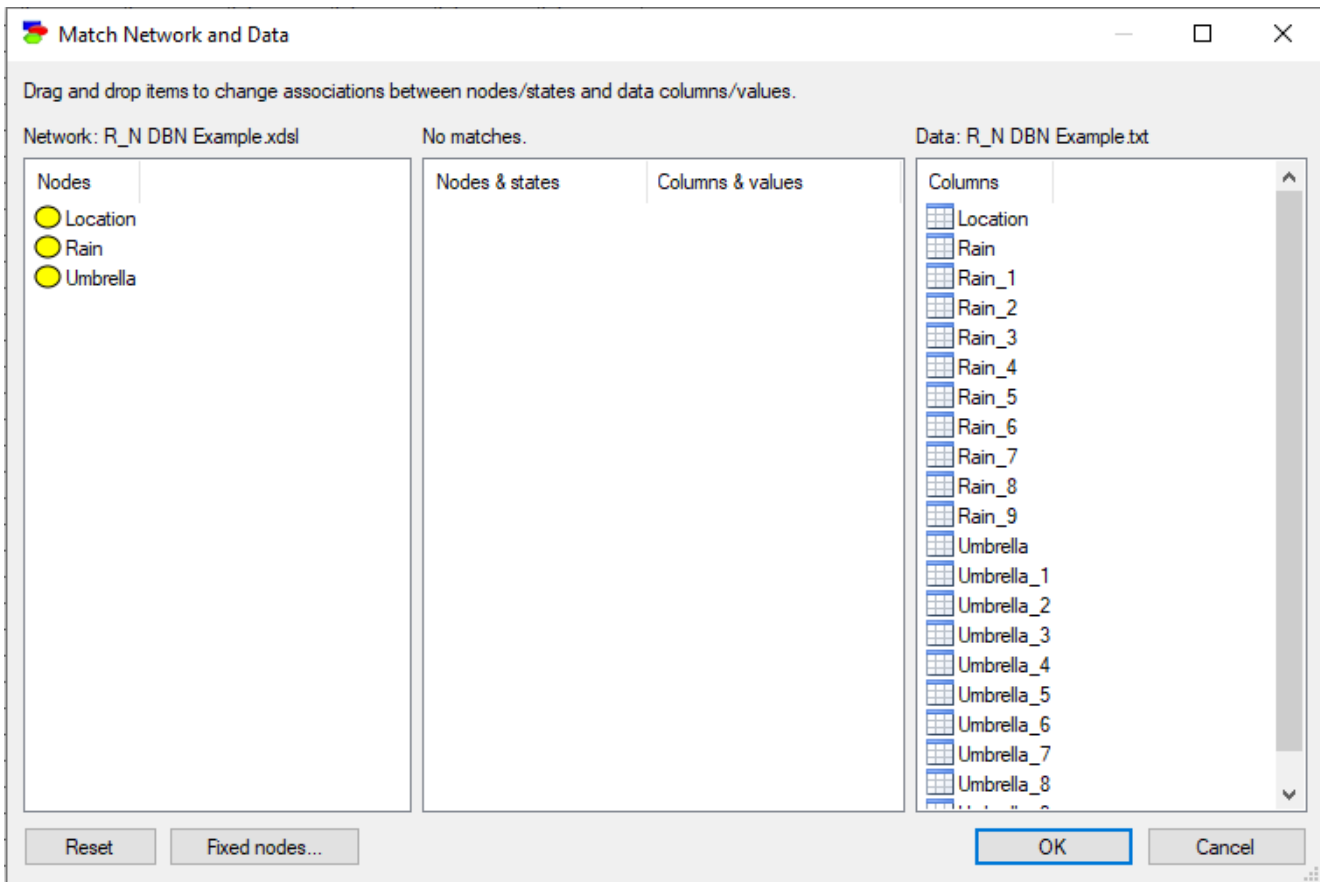 Match Network and Data
Drag and drop items to change associations between nodes/states and data columns/values.
Network: R_N DBN Example.xdsl
No matches.
Data: R_N DBN Example.txt
Nodes
Location
Rain
Umbrella
Nodes & states
Columns & values
Columns
Location
Rain
Rain_1
Rain_2
Rain_3
Rain_4
Rain_5
Rain_6
Rain_7
Rain_8
Rain_9
Umbrella
Umbrella_1
Umbrella_2
Umbrella_3
Umbrella_4
Umbrella_5
Umbrella_6
Umbrella_7
Umbrella_8
Reset
Fixed nodes...
OK
Cancel